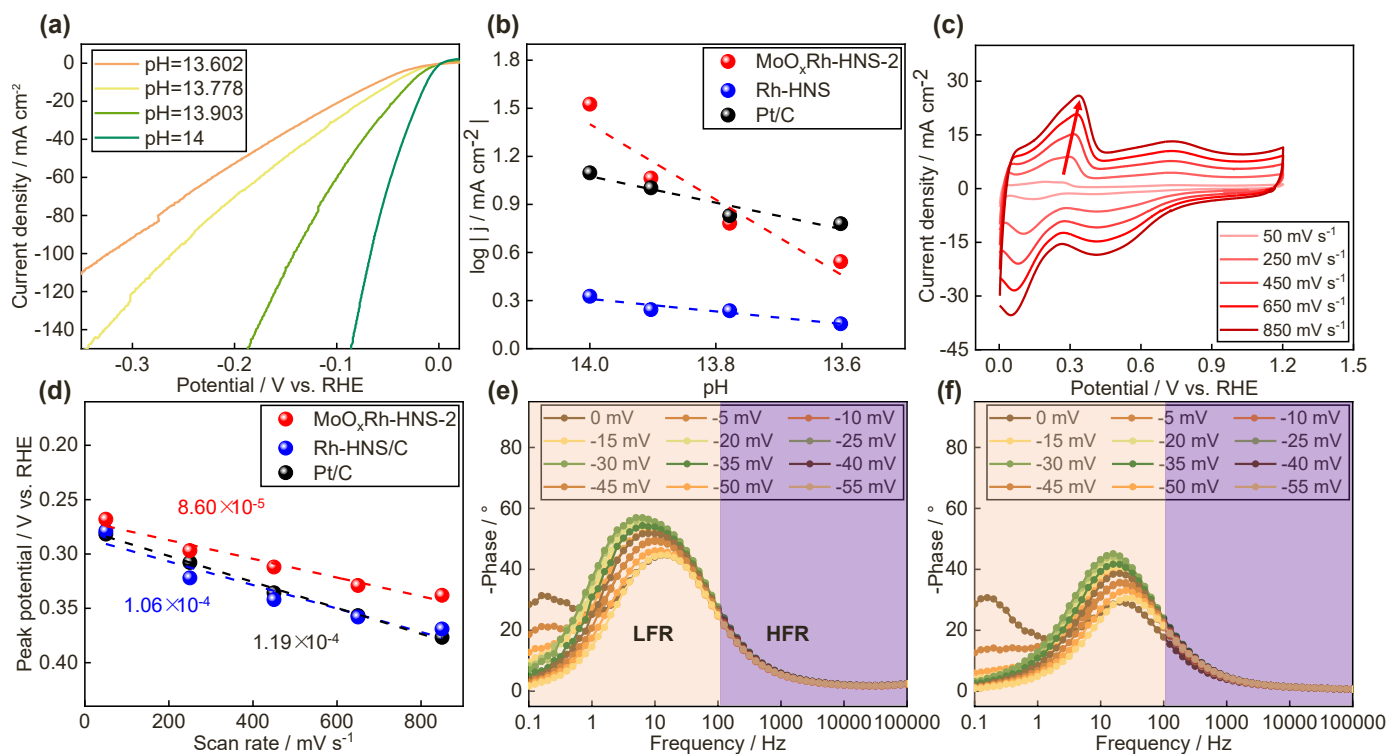 (a)
pH=13.602
pH=13.778
pH=13.903
pH=14
0
-20
-40
-60
-80
-100
-120
-140
-0.3
-0.2
-0.1
0.0
Current density / mA cm⁻²
Potential / V vs. RHE
(b)
MoOₓRh-HNS-2
Rh-HNS
Pt/C
1.8
1.5
1.2
0.9
0.6
0.3
0.0
14.0
13.8
13.6
log | j / mA cm⁻² |
pH
(c)
30
15
0
-15
-30
-45
0.0
0.3
0.6
0.9
1.2
1.5
Current density / mA cm⁻²
Potential / V vs. RHE
50 mV s⁻¹
250 mV s⁻¹
450 mV s⁻¹
650 mV s⁻¹
850 mV s⁻¹
(d)
MoOₓRh-HNS-2
Rh-HNS/C
Pt/C
8.60×10⁻⁵
1.06×10⁻⁴
1.19×10⁻⁴
0.20
0.25
0.30
0.35
0.40
0
200
400
600
800
Peak potential / V vs. RHE
Scan rate / mV s⁻¹
(e)
0 mV -5 mV -10 mV
-15 mV -20 mV -25 mV
-30 mV -35 mV -40 mV
-45 mV -50 mV -55 mV
LFR
HFR
80
60
40
20
0
0.1
1
10
100
1000
10000
100000
-Phase / °
Frequency / Hz
(f)
0 mV -5 mV -10 mV
-15 mV -20 mV -25 mV
-30 mV -35 mV -40 mV
-45 mV -50 mV -55 mV
80
60
40
20
0
0.1
1
10
100
1000
10000
100000
-Phase / °
Frequency / Hz